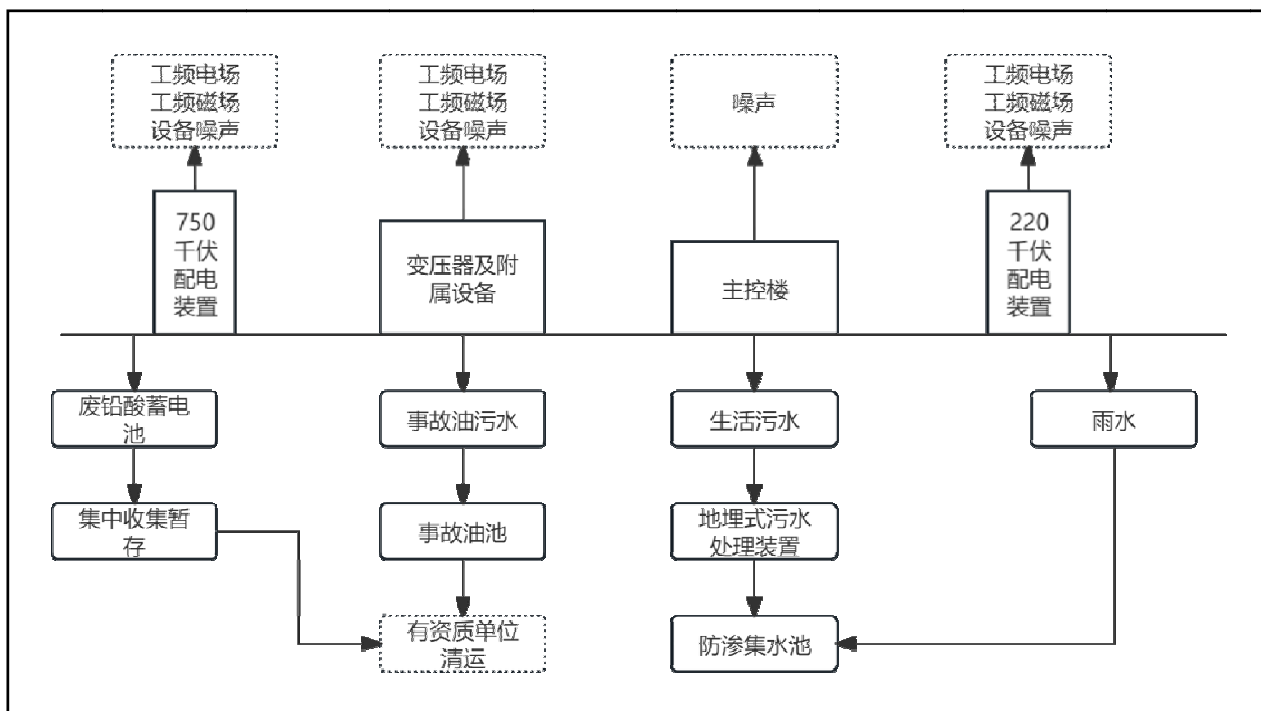 工频电场
工频磁场
设备噪声
工频电场
工频磁场
设备噪声
噪声
工频电场
工频磁场
设备噪声
750
千伏
配电
装置
变压器及附
属设备
主控楼
220
千伏
配电
装置
废铅酸蓄电
池
事故油污水
生活污水
雨水
集中收集暂
存
事故油池
地埋式污水
处理装置
有资质单位
清运
防渗集水池